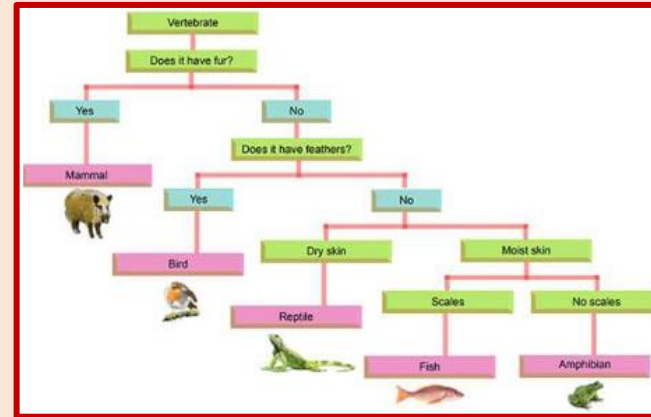 Vertebrate
Does it have fur?
Yes
No
Does it have feathers?
Mammal
Yes
No
Dry skin
Moist skin
Bird
Scales
No scales
Reptile
Fish
Amphibian